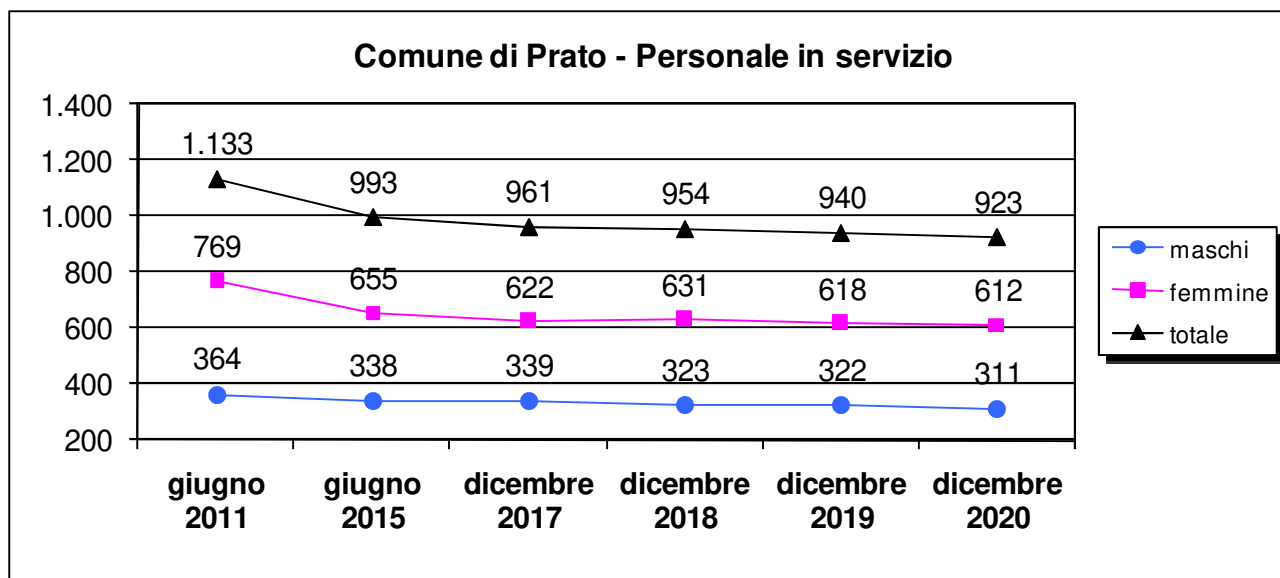 Comune di Prato - Personale in servizio
1.400
1.200
1.000
800
600
400
200
1.133
993
961
954
940
923
769
655
622
631
618
612
364
338
339
323
322
311
giugno 2011
giugno 2015
dicembre 2017
dicembre 2018
dicembre 2019
dicembre 2020
maschi
femmine
totale